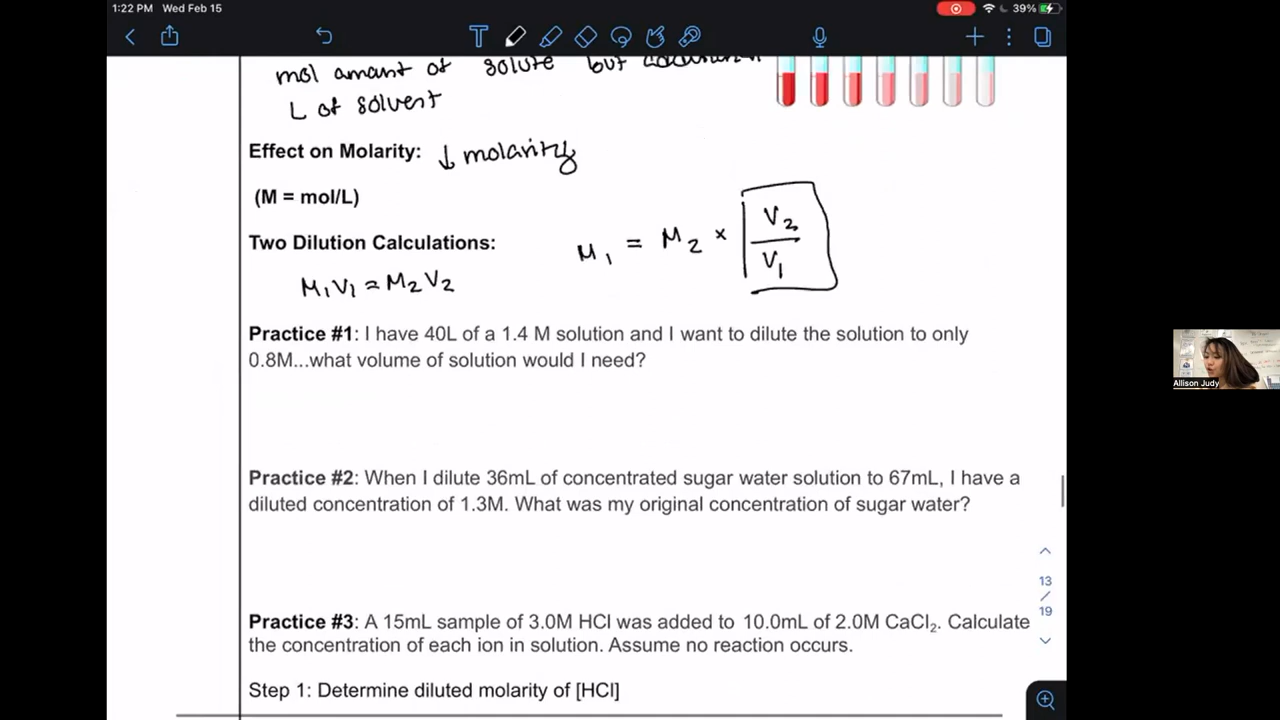 1:22 PM Wed Feb 15
39%
mol amant of solute but
L of solvent
Effect on Molarity: ↓ molarity
(M = mol/L)
Two Dilution Calculations:
M₁ = M₂ × V₂/V₁
M₁V₁ = M₂V₂
Practice #1: I have 40L of a 1.4 M solution and I want to dilute the solution to only
0.8M...what volume of solution would I need?
Practice #2: When I dilute 36mL of concentrated sugar water solution to 67mL, I have a
diluted concentration of 1.3M. What was my original concentration of sugar water?
13
/
19
Practice #3: A 15mL sample of 3.0M HCl was added to 10.0mL of 2.0M CaCl₂. Calculate
the concentration of each ion in solution. Assume no reaction occurs.
Step 1: Determine diluted molarity of [HCl]
Allison Judy